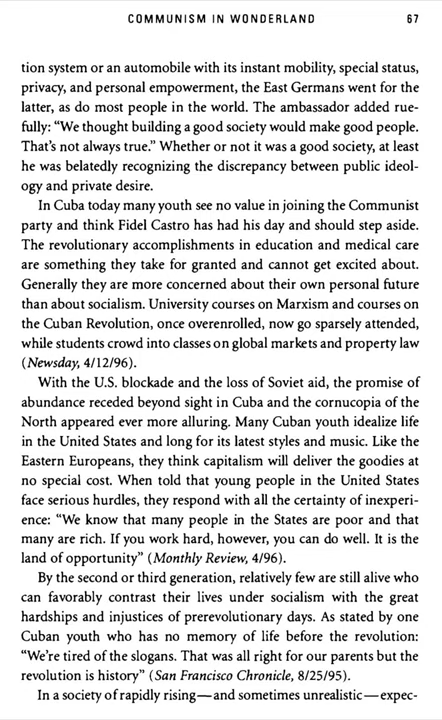 COMMUNISM IN WONDERLAND 67
tion system or an automobile with its instant mobility, special status,
privacy, and personal empowerment, the East Germans went for the
latter, as do most people in the world. The ambassador added rue-
fully: “We thought building a good society would make good people.
That’s not always true.” Whether or not it was a good society, at least
he was belatedly recognizing the discrepancy between public ideol-
ogy and private desire.
In Cuba today many youth see no value in joining the Communist
party and think Fidel Castro has had his day and should step aside.
The revolutionary accomplishments in education and medical care
are something they take for granted and cannot get excited about.
Generally they are more concerned about their own personal future
than about socialism. University courses on Marxism and courses on
the Cuban Revolution, once overenrolled, now go sparsely attended,
while students crowd into classes on global markets and property law
(Newsday, 4/12/96).
With the U.S. blockade and the loss of Soviet aid, the promise of
abundance receded beyond sight in Cuba and the cornucopia of the
North appeared ever more alluring. Many Cuban youth idealize life
in the United States and long for its latest styles and music. Like the
Eastern Europeans, they think capitalism will deliver the goodies at
no special cost. When told that young people in the United States
face serious hurdles, they respond with all the certainty of inexperi-
ence: “We know that many people in the States are poor and that
many are rich. If you work hard, however, you can do well. It is the
land of opportunity” (Monthly Review, 4/96).
By the second or third generation, relatively few are still alive who
can favorably contrast their lives under socialism with the great
hardships and injustices of prerevolutionary days. As stated by one
Cuban youth who has no memory of life before the revolution:
“We’re tired of the slogans. That was all right for our parents but the
revolution is history” (San Francisco Chronicle, 8/25/95).
In a society of rapidly rising—and sometimes unrealistic—expec-